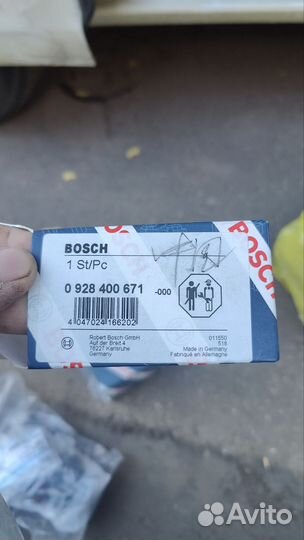 BOSCH
1 St/Pc
0 928 400 671 -000
4 047024 166202
Robert Bosch GmbH
Auf der Breit 4
76227 Karlsruhe
Germany
011550
518
Made in Germany
Fabriqué en Allemagne
BOSCH
Avito